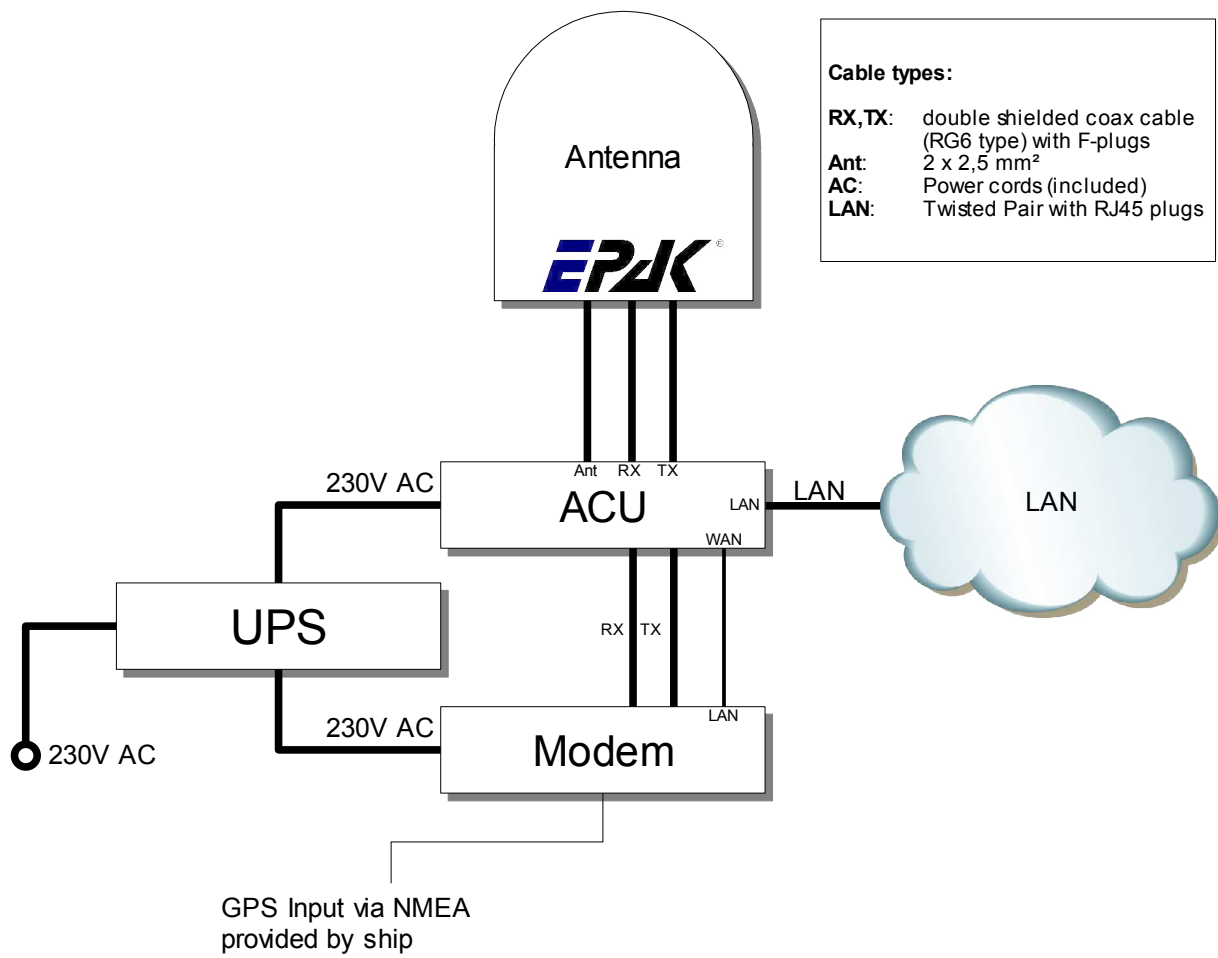 Cable types:
RX,TX: double shielded coax cable
(RG6 type) with F-plugs
Ant: 2 x 2,5 mm²
AC: Power cords (included)
LAN: Twisted Pair with RJ45 plugs
Antenna
EPAK®
Ant RX TX
230V AC
ACU
LAN
LAN
LAN
WAN
UPS
RX TX
230V AC
LAN
Modem
230V AC
GPS Input via NMEA
provided by ship